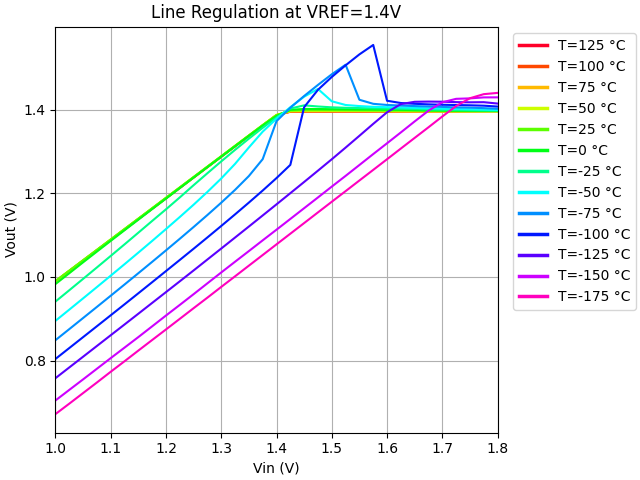 Line Regulation at VREF=1.4V
Vout (V)
1.4
1.2
1.0
0.8
1.0 1.1 1.2 1.3 1.4 1.5 1.6 1.7 1.8
Vin (V)
T=125 °C
T=100 °C
T=75 °C
T=50 °C
T=25 °C
T=0 °C
T=-25 °C
T=-50 °C
T=-75 °C
T=-100 °C
T=-125 °C
T=-150 °C
T=-175 °C